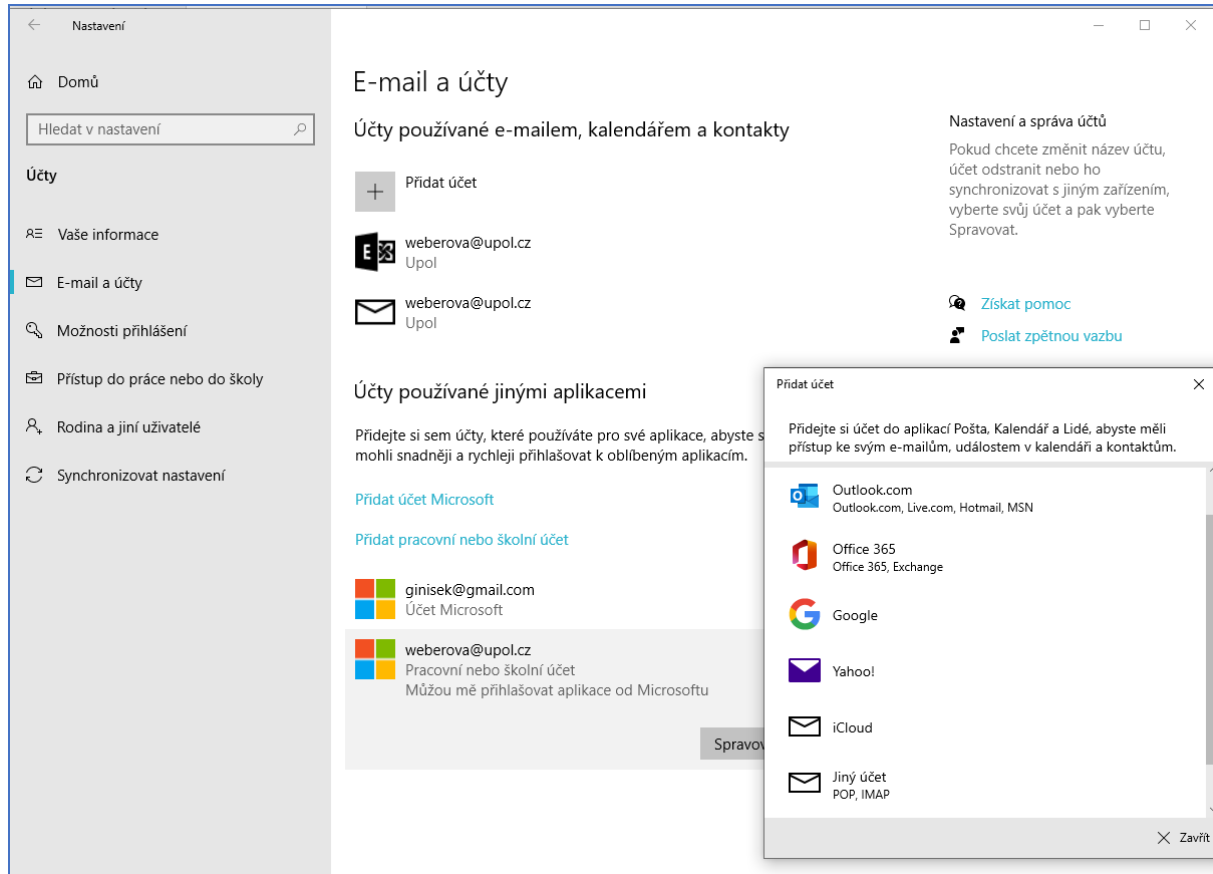 Nastavení
Domů
Hledat v nastavení
Účty
Vaše informace
E-mail a účty
Možnosti přihlášení
Přístup do práce nebo do školy
Rodina a jiní uživatelé
Synchronizovat nastavení
E-mail a účty
Účty používané e-mailem, kalendářem a kontakty
Přidat účet
weberova@upol.cz
Upol
weberova@upol.cz
Upol
Účty používané jinými aplikacemi
Přidejte si sem účty, které používáte pro své aplikace, abyste s
mohli snadněji a rychleji přihlašovat k oblíbeným aplikacím.
Přidat účet Microsoft
Přidat pracovní nebo školní účet
ginisek@gmail.com
Účet Microsoft
weberova@upol.cz
Pracovní nebo školní účet
Můžou mě přihlašovat aplikace od Microsoftu
Spravov
Nastavení a správa účtů
Pokud chcete změnit název účtu,
účet odstranit nebo ho
synchronizovat s jiným zařízením,
vyberte svůj účet a pak vyberte
Spravovat.
Získat pomoc
Poslat zpětnou vazbu
Přidat účet
Přidejte si účet do aplikací Pošta, Kalendář a Lidé, abyste měli
přístup ke svým e-mailům, událostem v kalendáři a kontaktům.
Outlook.com
Outlook.com, Live.com, Hotmail, MSN
Office 365
Office 365, Exchange
Google
Yahoo!
iCloud
Jiný účet
POP, IMAP
Zavřít